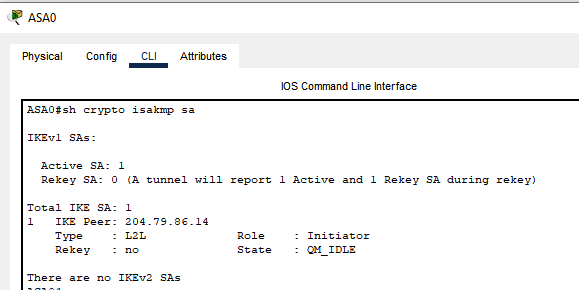 ASA0
Physical Config CLI Attributes
IOS Command Line Interface
ASA0#sh crypto isakmp sa
IKEv1 SAs:
Active SA: 1
Rekey SA: 0 (A tunnel will report 1 Active and 1 Rekey SA during rekey)
Total IKE SA: 1
1 IKE Peer: 204.79.86.14
Type : L2L Role : Initiator
Rekey : no State : QM_IDLE
There are no IKEv2 SAs
ASA0#